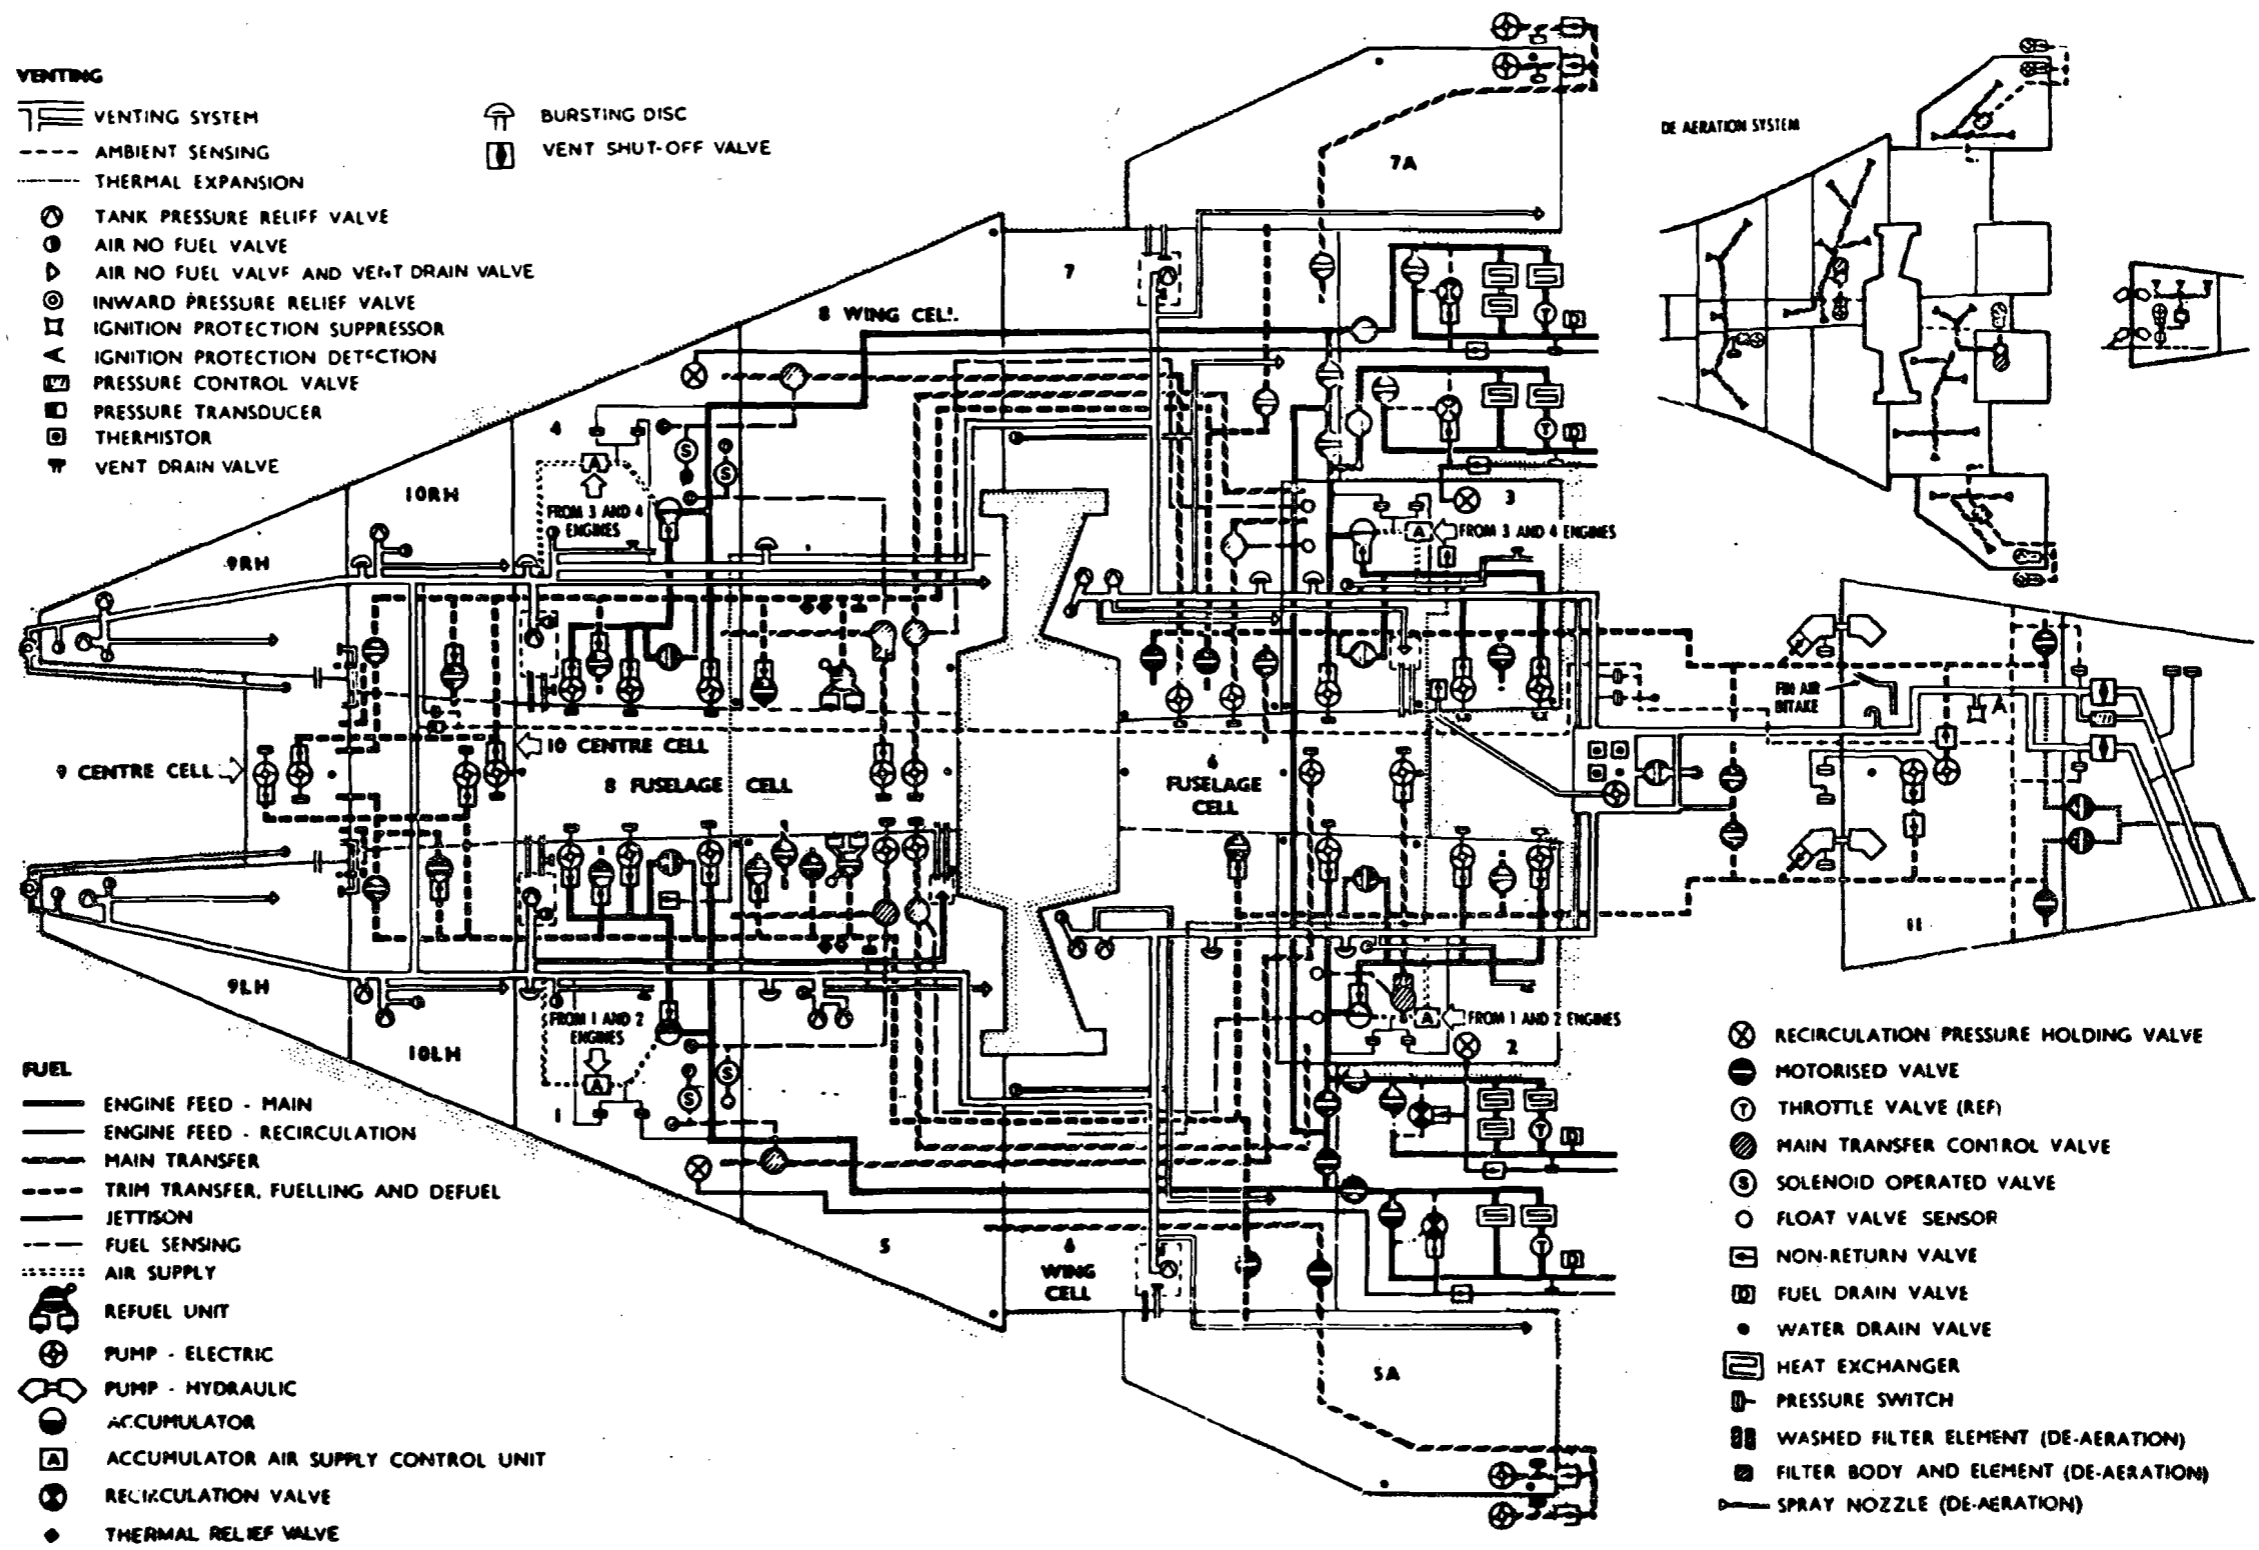 VENTING
VENTING SYSTEM
AMBIENT SENSING
THERMAL EXPANSION
TANK PRESSURE RELIEF VALVE
AIR NO FUEL VALVE
AIR NO FUEL VALVE AND VENT DRAIN VALVE
INWARD PRESSURE RELIEF VALVE
IGNITION PROTECTION SUPPRESSOR
IGNITION PROTECTION DETECTION
PRESSURE CONTROL VALVE
PRESSURE TRANSDUCER
THERMISTOR
VENT DRAIN VALVE
BURSTING DISC
VENT SHUT-OFF VALVE
DE AERATION SYSTEM
7A
7
8 WING CELL
4
A
S
S
FROM 3 AND 4
ENGINES
10RH
9RH
T
D
T
D
3
A
FROM 3 AND 4 ENGINES
FIN AIR
INTAKE
A
10 CENTRE CELL
9 CENTRE CELL
8 FUSELAGE CELL
6
FUSELAGE
CELL
11
9LH
10LH
FROM 1 AND 2
ENGINES
A
1
S
S
A
FROM 1 AND 2 ENGINES
2
T
D
T
D
5
6
WING
CELL
5A
FUEL
ENGINE FEED - MAIN
ENGINE FEED - RECIRCULATION
MAIN TRANSFER
TRIM TRANSFER, FUELLING AND DEFUEL
JETTISON
FUEL SENSING
AIR SUPPLY
REFUEL UNIT
PUMP - ELECTRIC
PUMP - HYDRAULIC
ACCUMULATOR
A ACCUMULATOR AIR SUPPLY CONTROL UNIT
RECIRCULATION VALVE
THERMAL RELIEF VALVE
RECIRCULATION PRESSURE HOLDING VALVE
MOTORISED VALVE
T THROTTLE VALVE (REF)
MAIN TRANSFER CONTROL VALVE
S SOLENOID OPERATED VALVE
FLOAT VALVE SENSOR
NON-RETURN VALVE
D FUEL DRAIN VALVE
WATER DRAIN VALVE
HEAT EXCHANGER
PRESSURE SWITCH
WASHED FILTER ELEMENT (DE-AERATION)
FILTER BODY AND ELEMENT (DE-AERATION)
SPRAY NOZZLE (DE-AERATION)